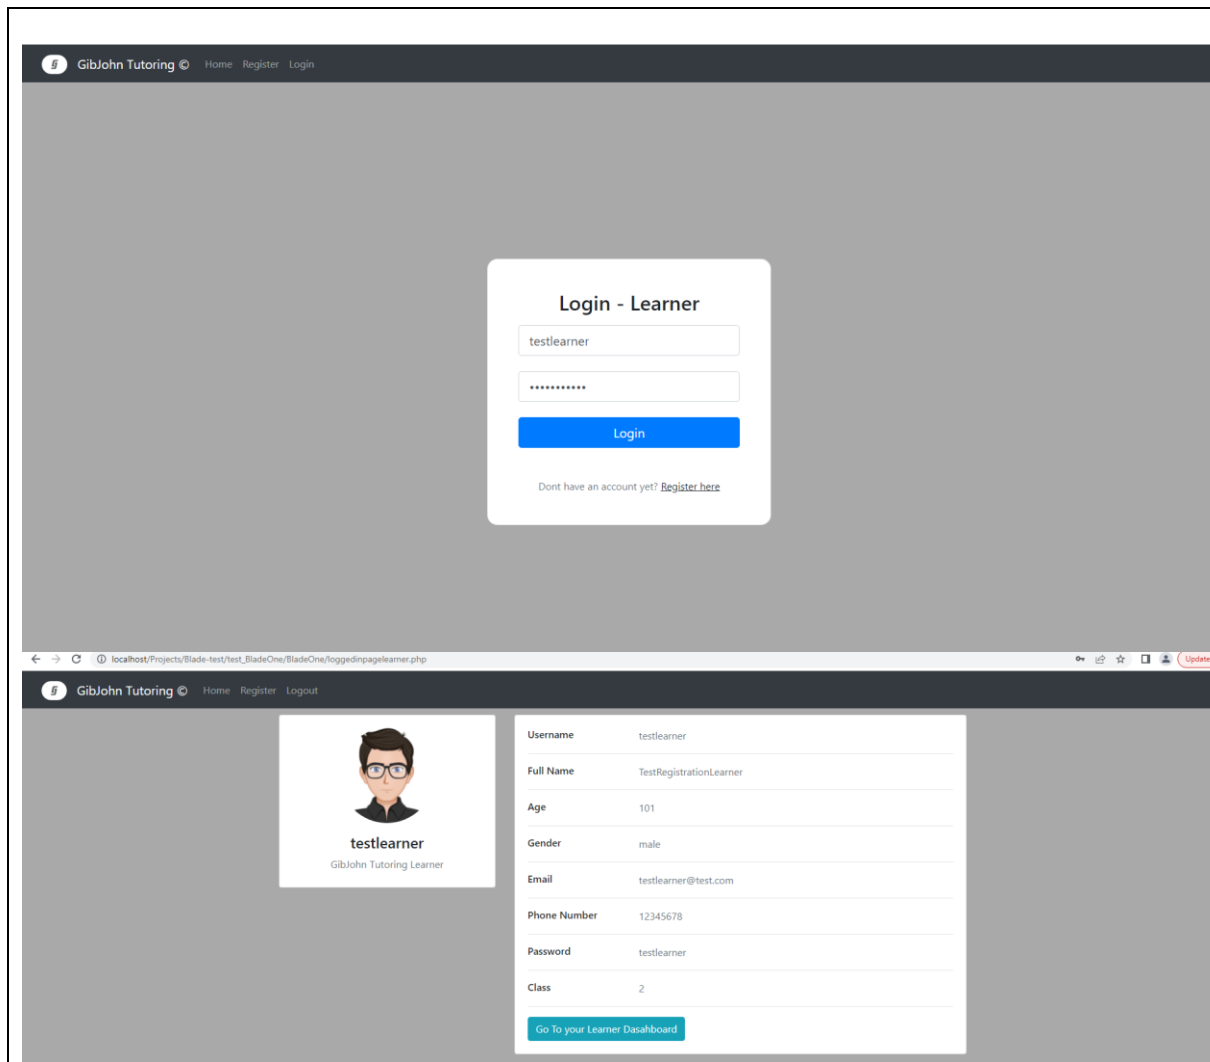 GibJohn Tutoring © Home Register Login
Login - Learner
testlearner
•••••••••••
Login
Dont have an account yet? Register here
localhost/Projects/Blade-test/test_BladeOne/BladeOne/loggedinpagelearner.php Update
GibJohn Tutoring © Home Register Logout
testlearner
GibJohn Tutoring Learner
Username testlearner
Full Name TestRegistrationLearner
Age 101
Gender male
Email testlearner@test.com
Phone Number 12345678
Password testlearner
Class 2
Go To your Learner Dasahboard